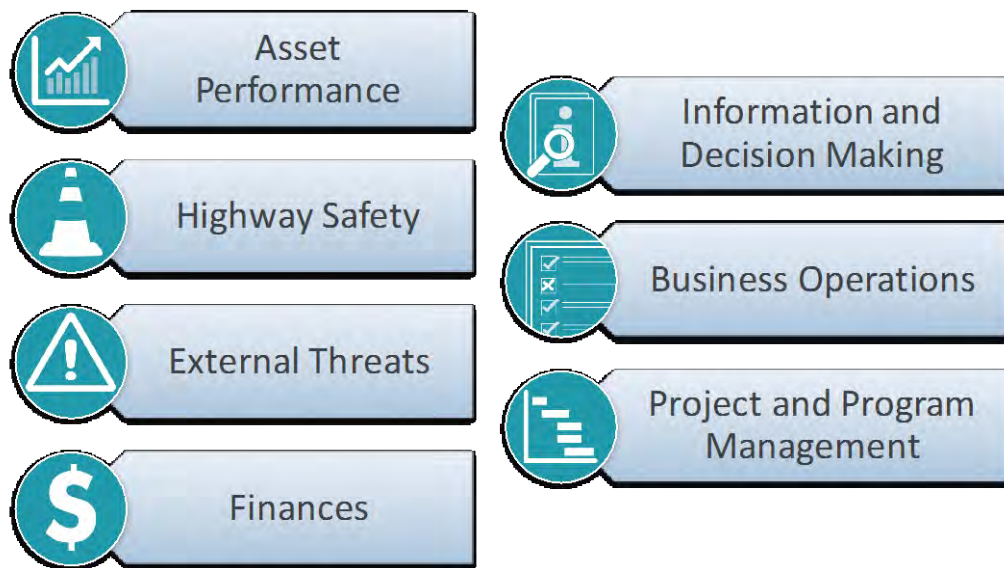 Asset
Performance
Highway Safety
External Threats
$
Finances
Information and
Decision Making
Business Operations
Project and Program
Management